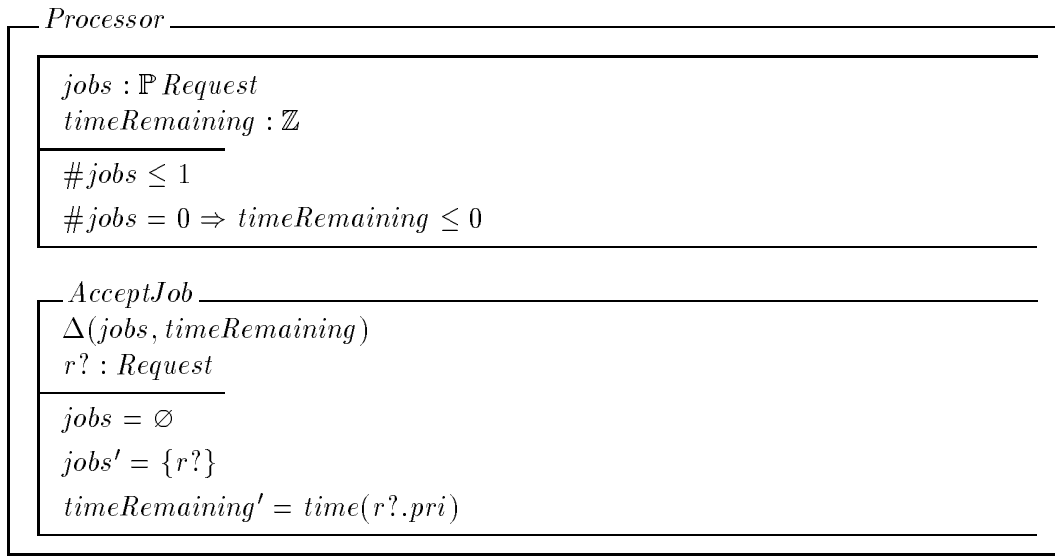 Processor
jobs : ℙ Request
timeRemaining : ℤ
#jobs ≤ 1
#jobs = 0 ⇒ timeRemaining ≤ 0
AcceptJob
Δ(jobs, timeRemaining)
r? : Request
jobs = ∅
jobs′ = {r?}
timeRemaining′ = time(r?.pri)